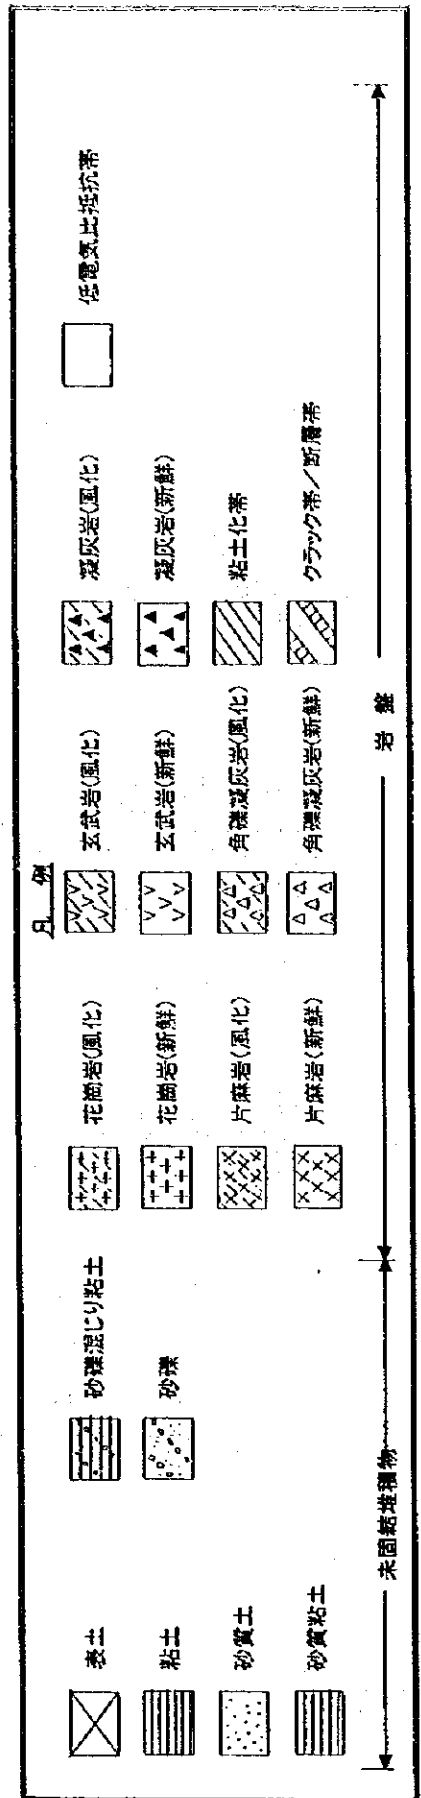 凡例
表土
粘土
砂質土
砂質粘土
砂礫混じり粘土
砂礫
花崗岩(風化)
花崗岩(新鮮)
片麻岩(風化)
片麻岩(新鮮)
玄武岩(風化)
玄武岩(新鮮)
角礫凝灰岩(風化)
角礫凝灰岩(新鮮)
凝灰岩(風化)
凝灰岩(新鮮)
粘土化帯
クラック帯/断層帯
低電気比抵抗帯
未固結堆積物
岩盤